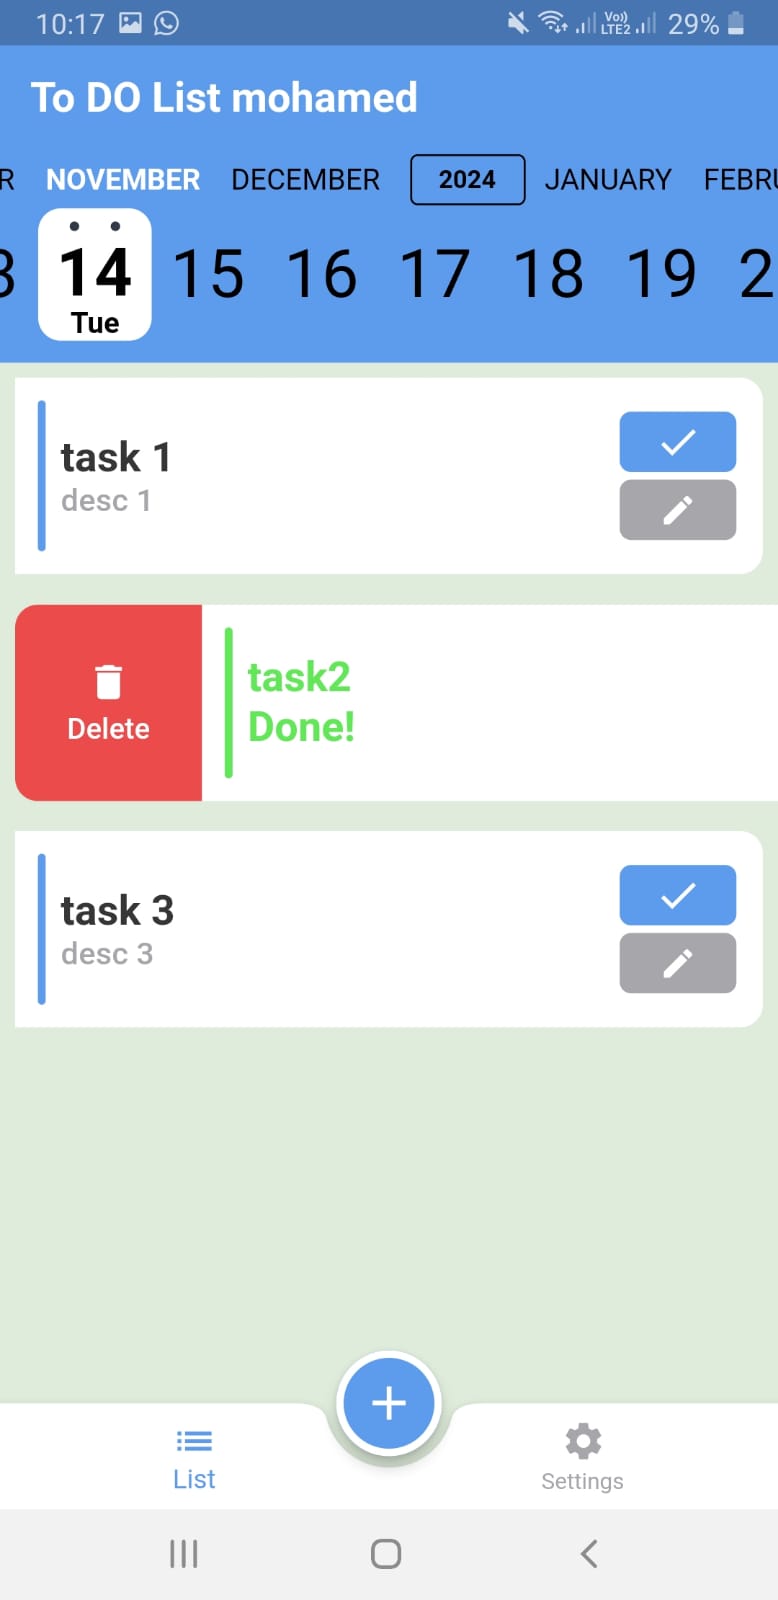 10:17 Vo)) LTE2 29%
To DO List mohamed
R NOVEMBER DECEMBER 2024 JANUARY FEBRU
3 14 15 16 17 18 19 2
Tue
task 1
desc 1
Delete
task2
Done!
task 3
desc 3
List
Settings